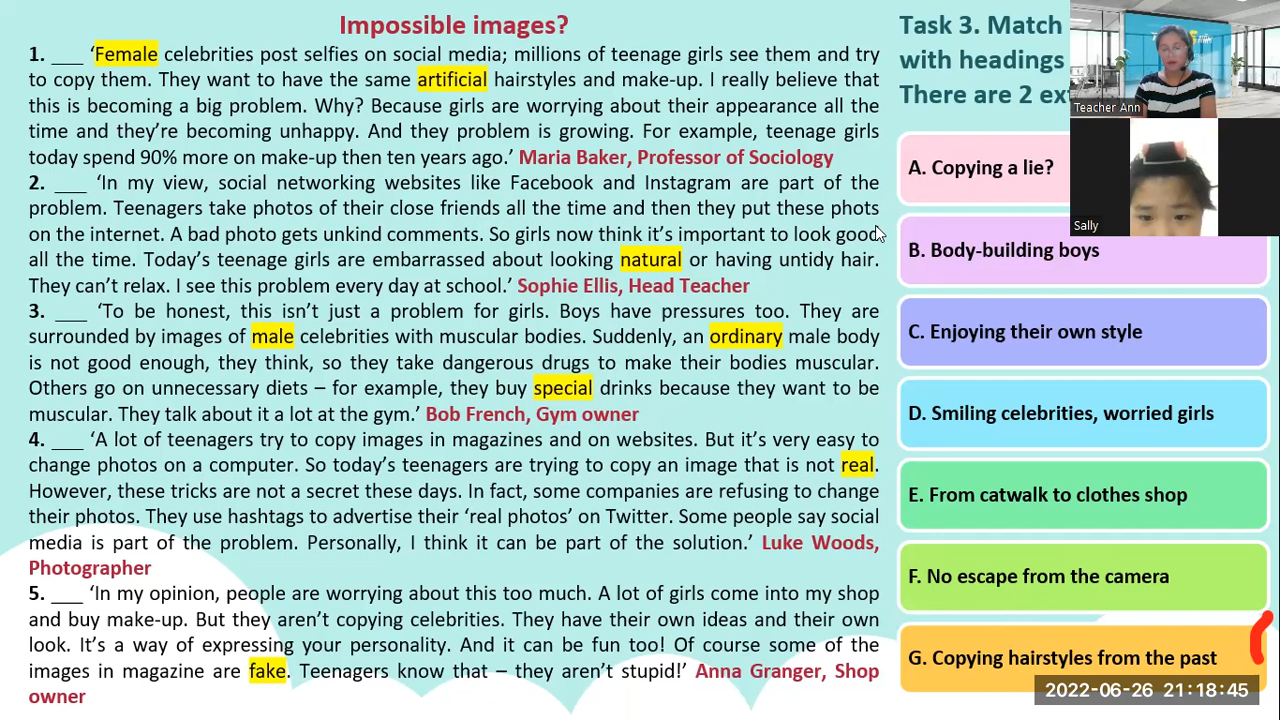 Impossible images?
1. ___ ‘Female celebrities post selfies on social media; millions of teenage girls see them and try
to copy them. They want to have the same artificial hairstyles and make-up. I really believe that
this is becoming a big problem. Why? Because girls are worrying about their appearance all the
time and they’re becoming unhappy. And they problem is growing. For example, teenage girls
today spend 90% more on make-up then ten years ago.’ Maria Baker, Professor of Sociology
2. ___ ‘In my view, social networking websites like Facebook and Instagram are part of the
problem. Teenagers take photos of their close friends all the time and then they put these phots
on the internet. A bad photo gets unkind comments. So girls now think it’s important to look good
all the time. Today’s teenage girls are embarrassed about looking natural or having untidy hair.
They can’t relax. I see this problem every day at school.’ Sophie Ellis, Head Teacher
3. ___ ‘To be honest, this isn’t just a problem for girls. Boys have pressures too. They are
surrounded by images of male celebrities with muscular bodies. Suddenly, an ordinary male body
is not good enough, they think, so they take dangerous drugs to make their bodies muscular.
Others go on unnecessary diets – for example, they buy special drinks because they want to be
muscular. They talk about it a lot at the gym.’ Bob French, Gym owner
4. ___ ‘A lot of teenagers try to copy images in magazines and on websites. But it’s very easy to
change photos on a computer. So today’s teenagers are trying to copy an image that is not real.
However, these tricks are not a secret these days. In fact, some companies are refusing to change
their photos. They use hashtags to advertise their ‘real photos’ on Twitter. Some people say social
media is part of the problem. Personally, I think it can be part of the solution.’ Luke Woods,
Photographer
5. ___ ‘In my opinion, people are worrying about this too much. A lot of girls come into my shop
and buy make-up. But they aren’t copying celebrities. They have their own ideas and their own
look. It’s a way of expressing your personality. And it can be fun too! Of course some of the
images in magazine are fake. Teenagers know that – they aren’t stupid!’ Anna Granger, Shop
owner
Task 3. Match
with headings
There are 2
A. Copying a lie?
B. Body-building boys
C. Enjoying their own style
D. Smiling celebrities, worried girls
E. From catwalk to clothes shop
F. No escape from the camera
G. Copying hairstyles from the past
Teacher Ann
Sally
2022-06-26 21:18:45